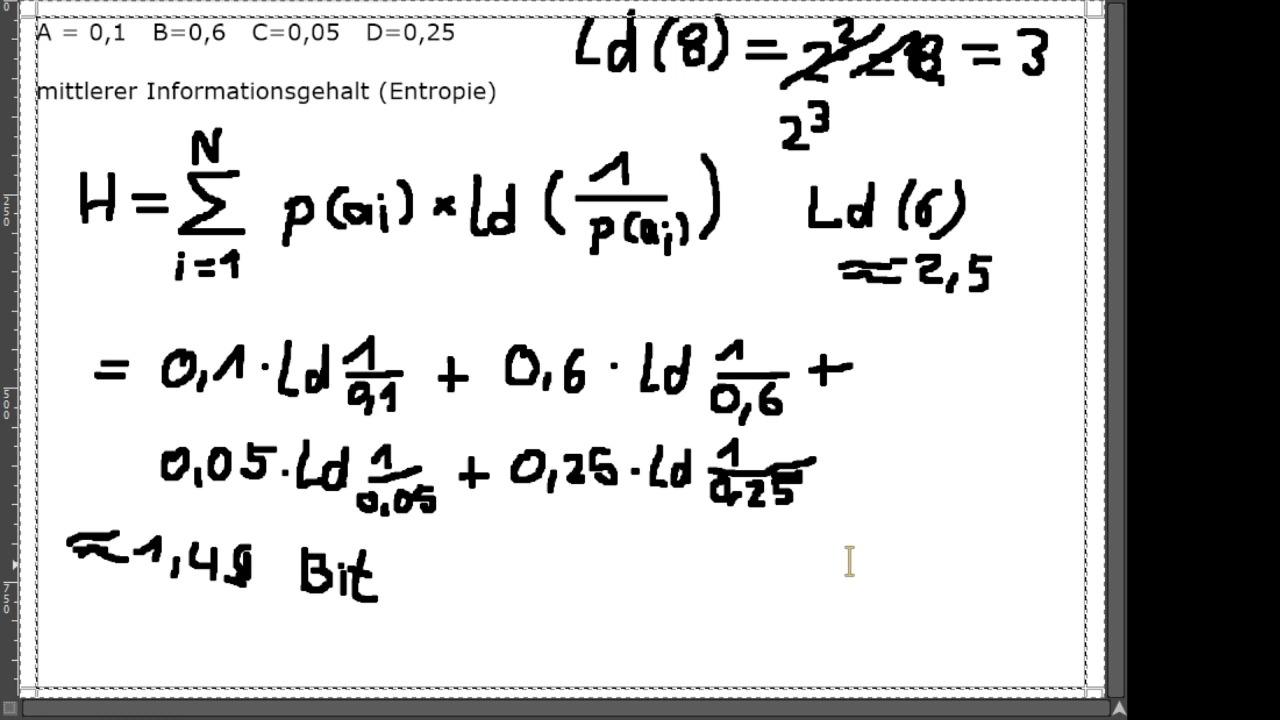 A = 0,1 B=0,6 C=0,05 D=0,25
Ld(8) = 2³ = 8 = 3
2³
mittlerer Informationsgehalt (Entropie)
H = Σ p(ai) × ld (1/p(ai))
N
i=1
Ld(6)
≈ 2,5
= 0,1 · Ld 1/0,1 + 0,6 · Ld 1/0,6 +
0,05 · Ld 1/0,05 + 0,25 · Ld 1/0,25
≈ 1,49 Bit